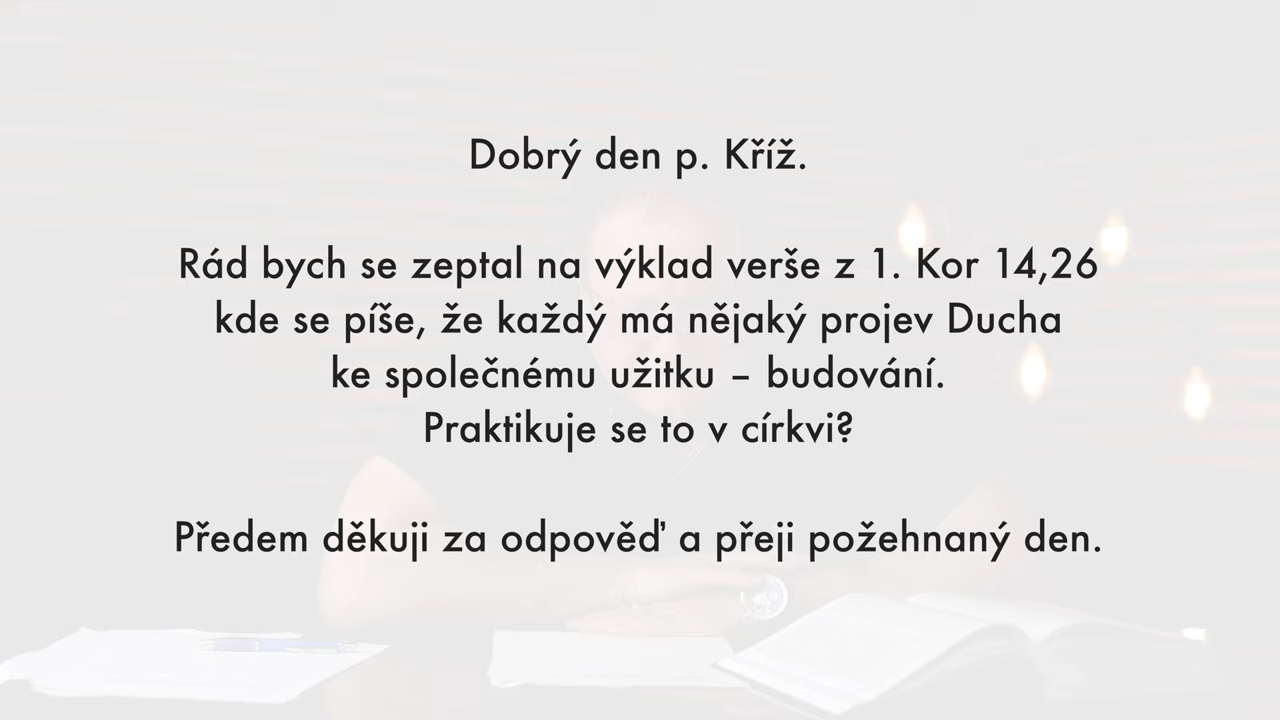 Dobrý den p. Kříž.
Rád bych se zeptal na výklad verše z 1. Kor 14,26
kde se píše, že každý má nějaký projev Ducha
ke společnému užitku – budování.
Praktikuje se to v církvi?
Předem děkuji za odpověď a přeji požehnaný den.